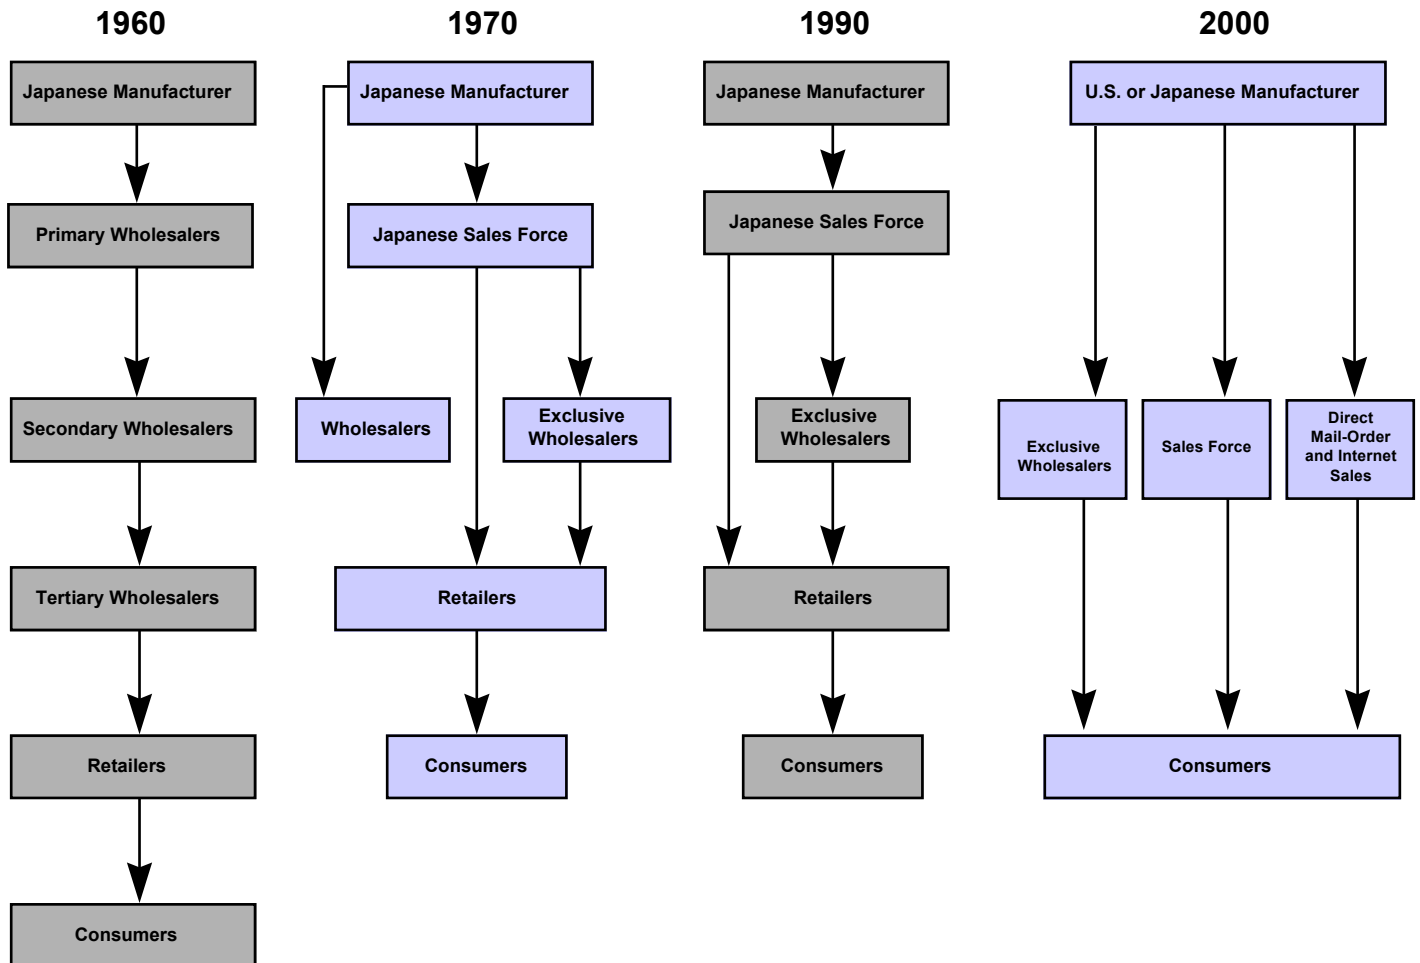 1960
Japanese Manufacturer
Primary Wholesalers
Secondary Wholesalers
Tertiary Wholesalers
Retailers
Consumers
1970
Japanese Manufacturer
Japanese Sales Force
Wholesalers
Exclusive
Wholesalers
Retailers
Consumers
1990
Japanese Manufacturer
Japanese Sales Force
Exclusive
Wholesalers
Retailers
Consumers
2000
U.S. or Japanese Manufacturer
Exclusive
Wholesalers
Sales Force
Direct
Mail-Order
and Internet
Sales
Consumers